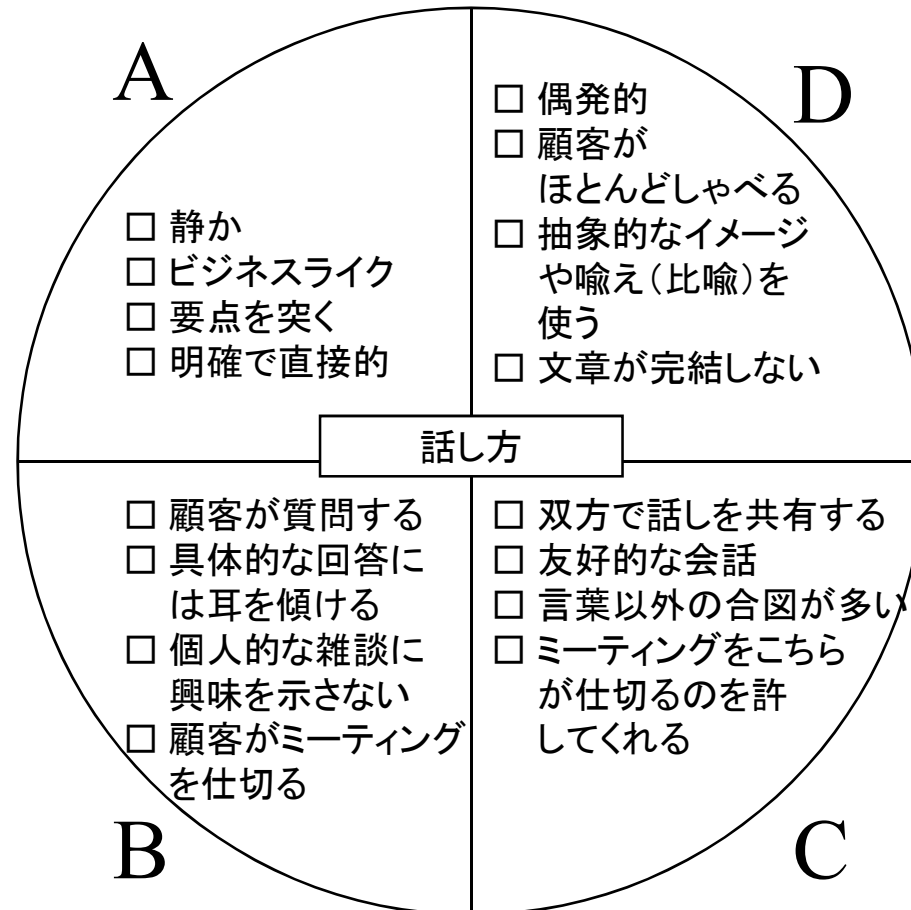 A
□ 静か
□ ビジネスライク
□ 要点を突く
□ 明確で直接的
D
□ 偶発的
□ 顧客が
ほとんどしゃべる
□ 抽象的なイメージ
や喩え(比喩)を
使う
□ 文章が完結しない
話し方
□ 顧客が質問する
□ 具体的な回答に
は耳を傾ける
□ 個人的な雑談に
興味を示さない
□ 顧客がミーティング
を仕切る
B
□ 双方で話しを共有する
□ 友好的な会話
□ 言葉以外の合図が多い
□ ミーティングをこちら
が仕切るのを許
してくれる
C